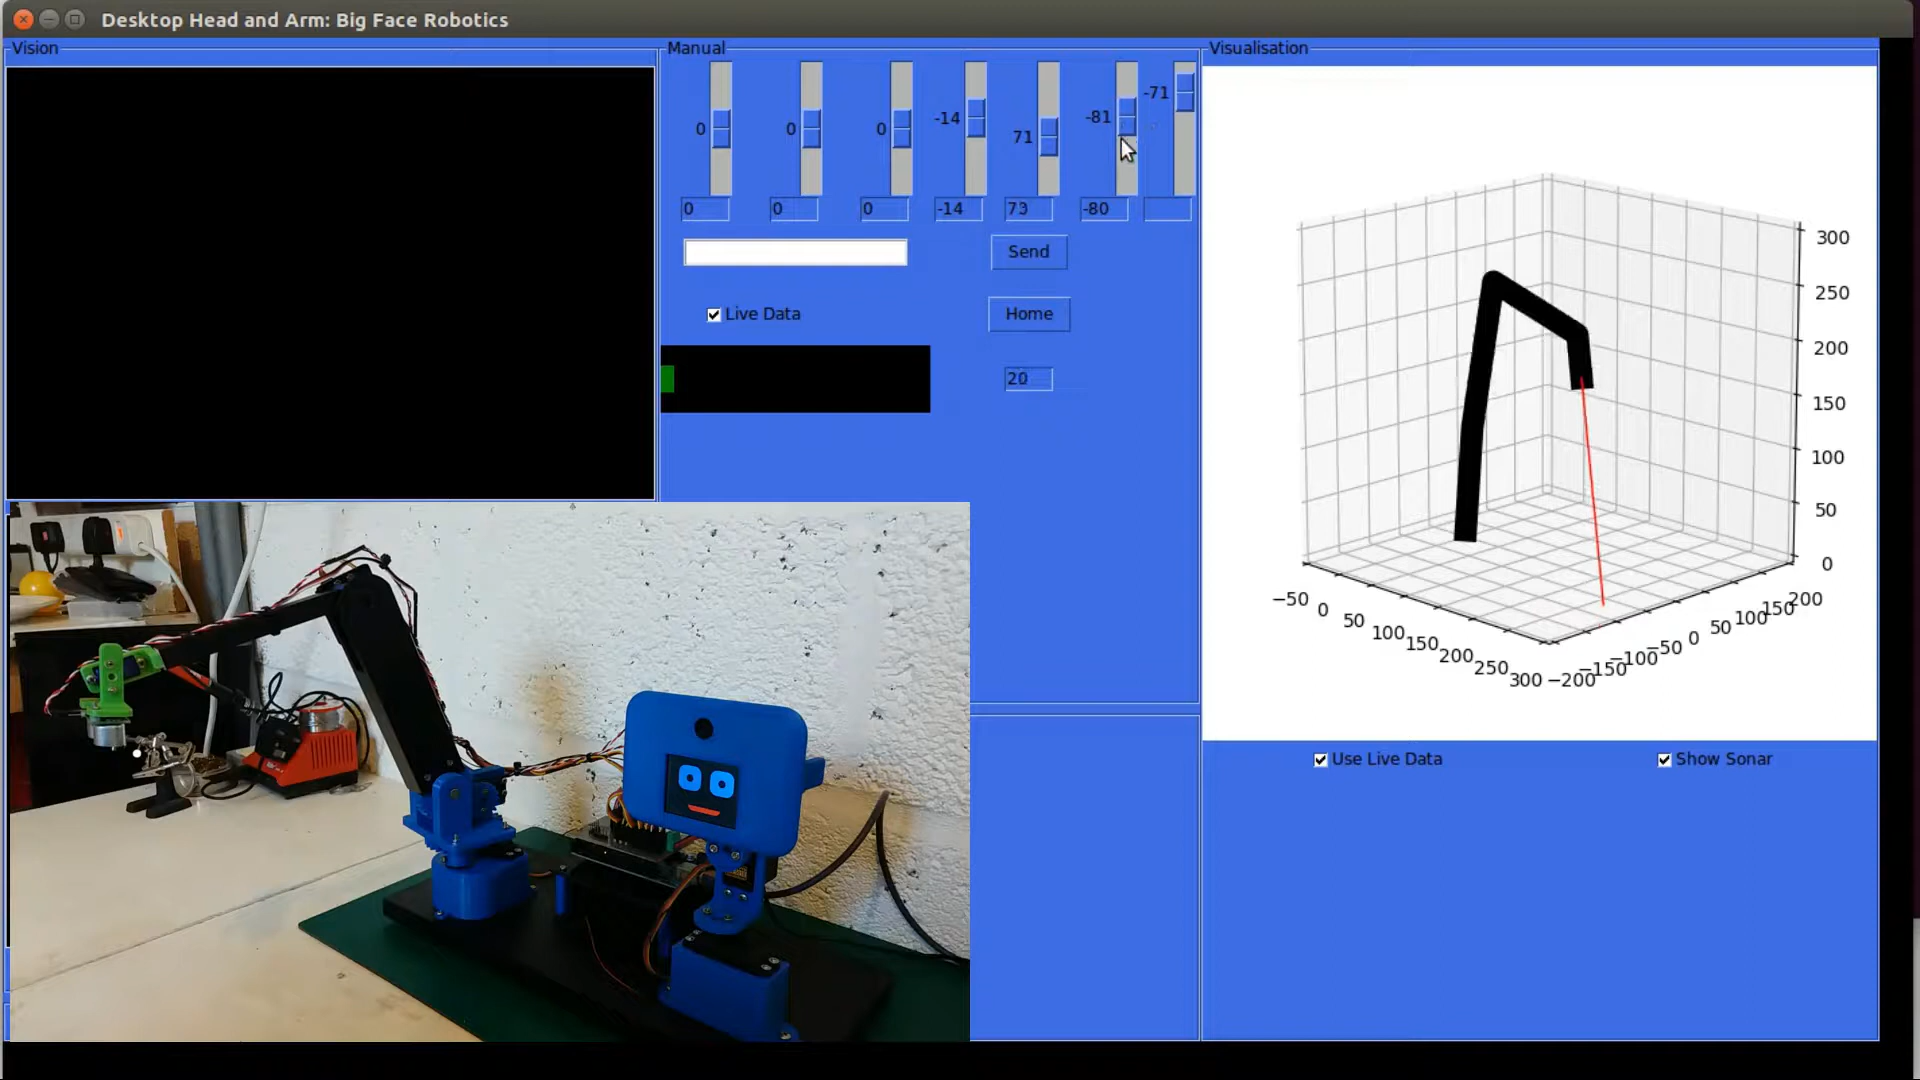 Desktop Head and Arm: Big Face Robotics
Vision
Manual
Visualisation
0 0 0 -14 71 -81 -71
0 0 0 -14 73 -80
Send
Live Data
Home
20
300
250
200
150
100
50
0
−50 0 50 100 150 200 250 300
−200 −150 −100 −50 0 50 100 150 200
Use Live Data
Show Sonar